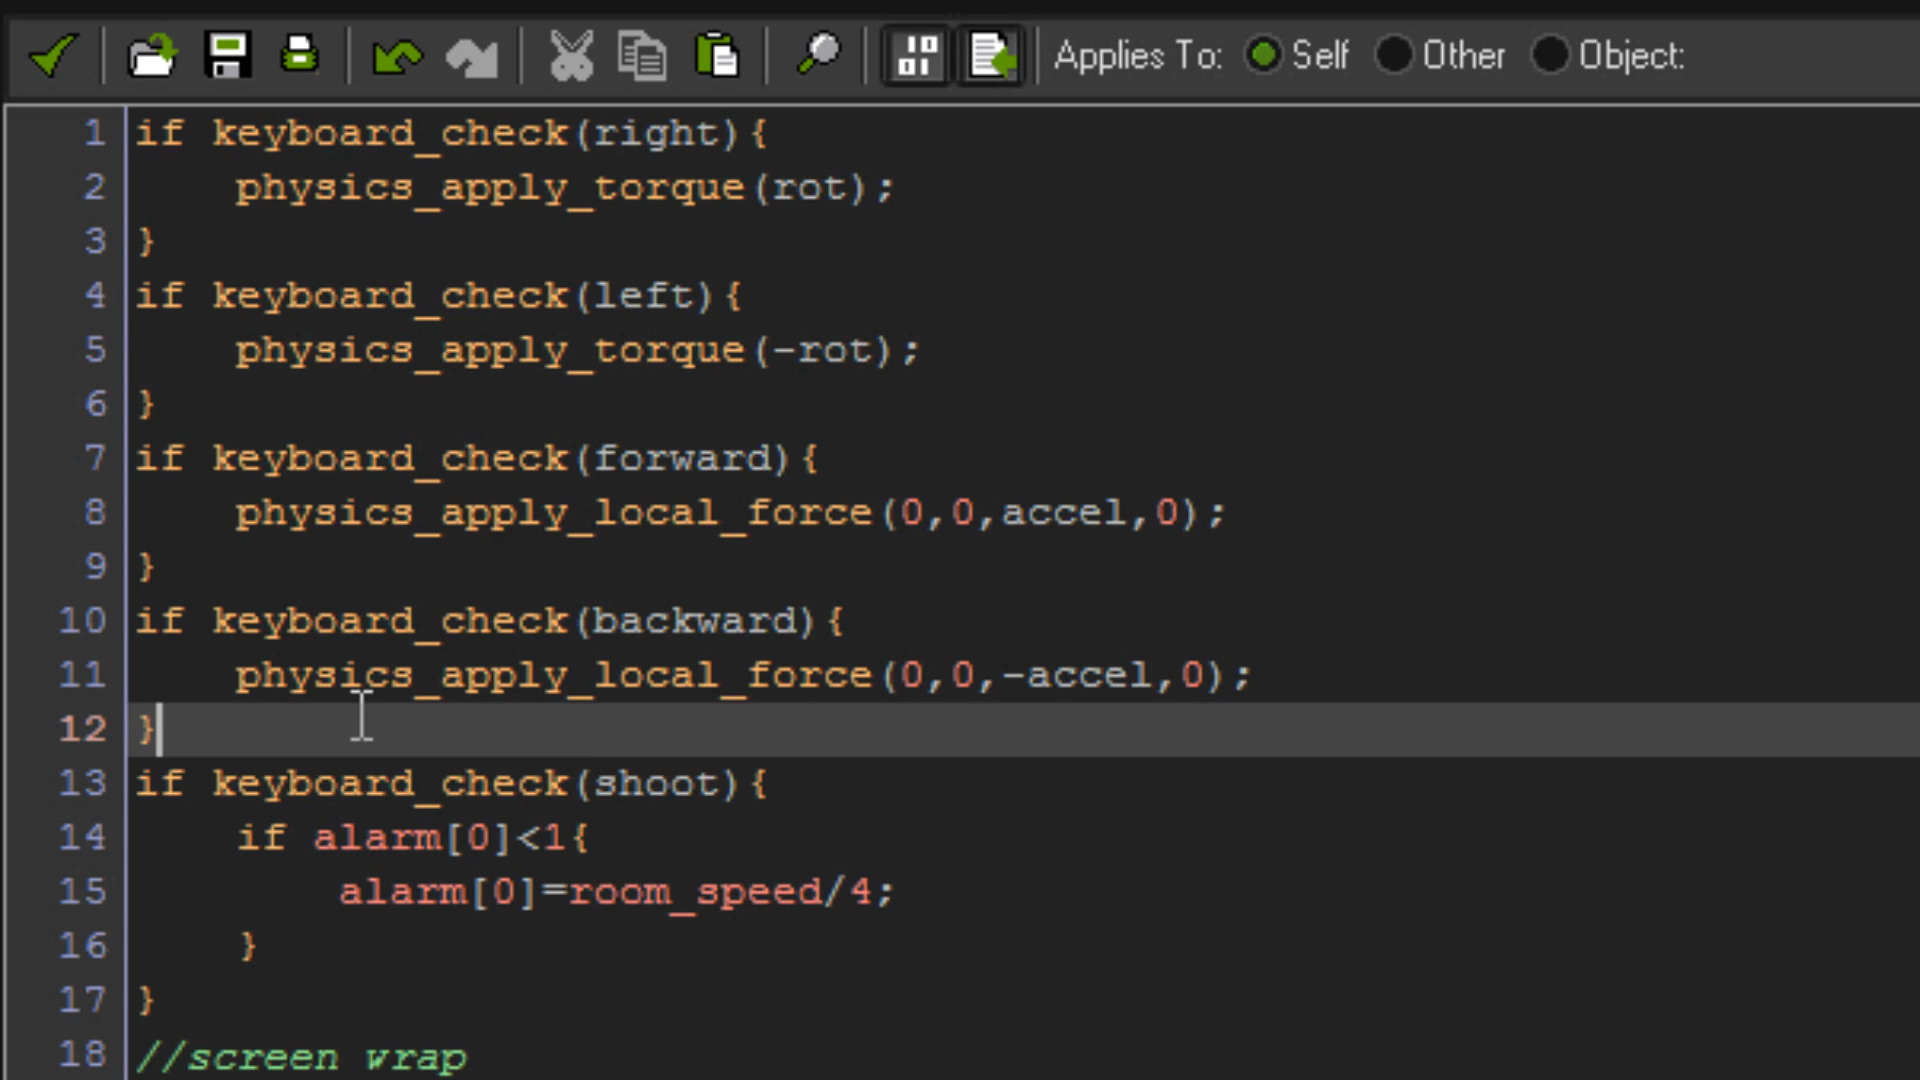 Applies To: Self Other Object:
1 if keyboard_check(right){
2 physics_apply_torque(rot);
3 }
4 if keyboard_check(left){
5 physics_apply_torque(-rot);
6 }
7 if keyboard_check(forward){
8 physics_apply_local_force(0,0,accel,0);
9 }
10 if keyboard_check(backward){
11 physics_apply_local_force(0,0,-accel,0);
12 }
13 if keyboard_check(shoot){
14 if alarm[0]<1{
15 alarm[0]=room_speed/4;
16 }
17 }
18 //screen wrap